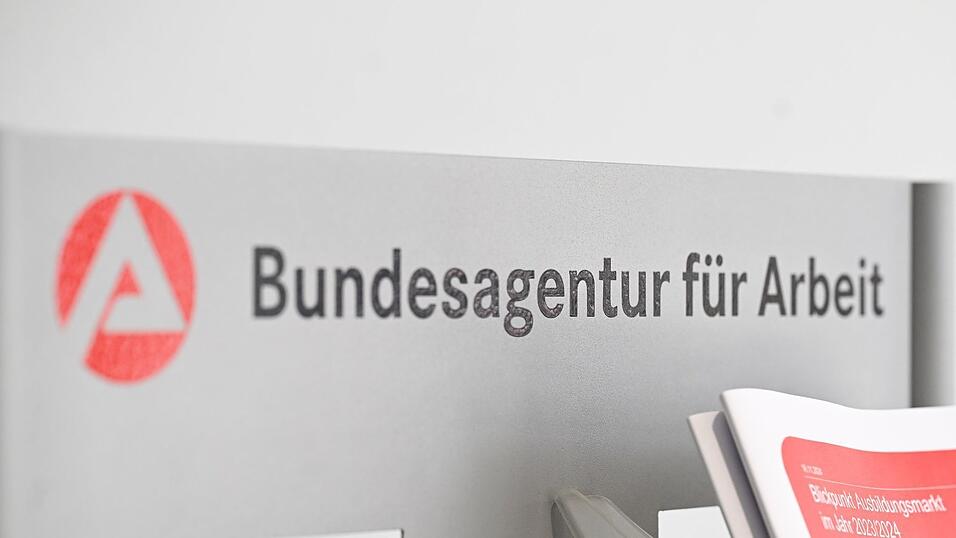 Bundesagentur für Arbeit
Blickpunkt Ausbildungsmarkt
im Jahr 2023/2024